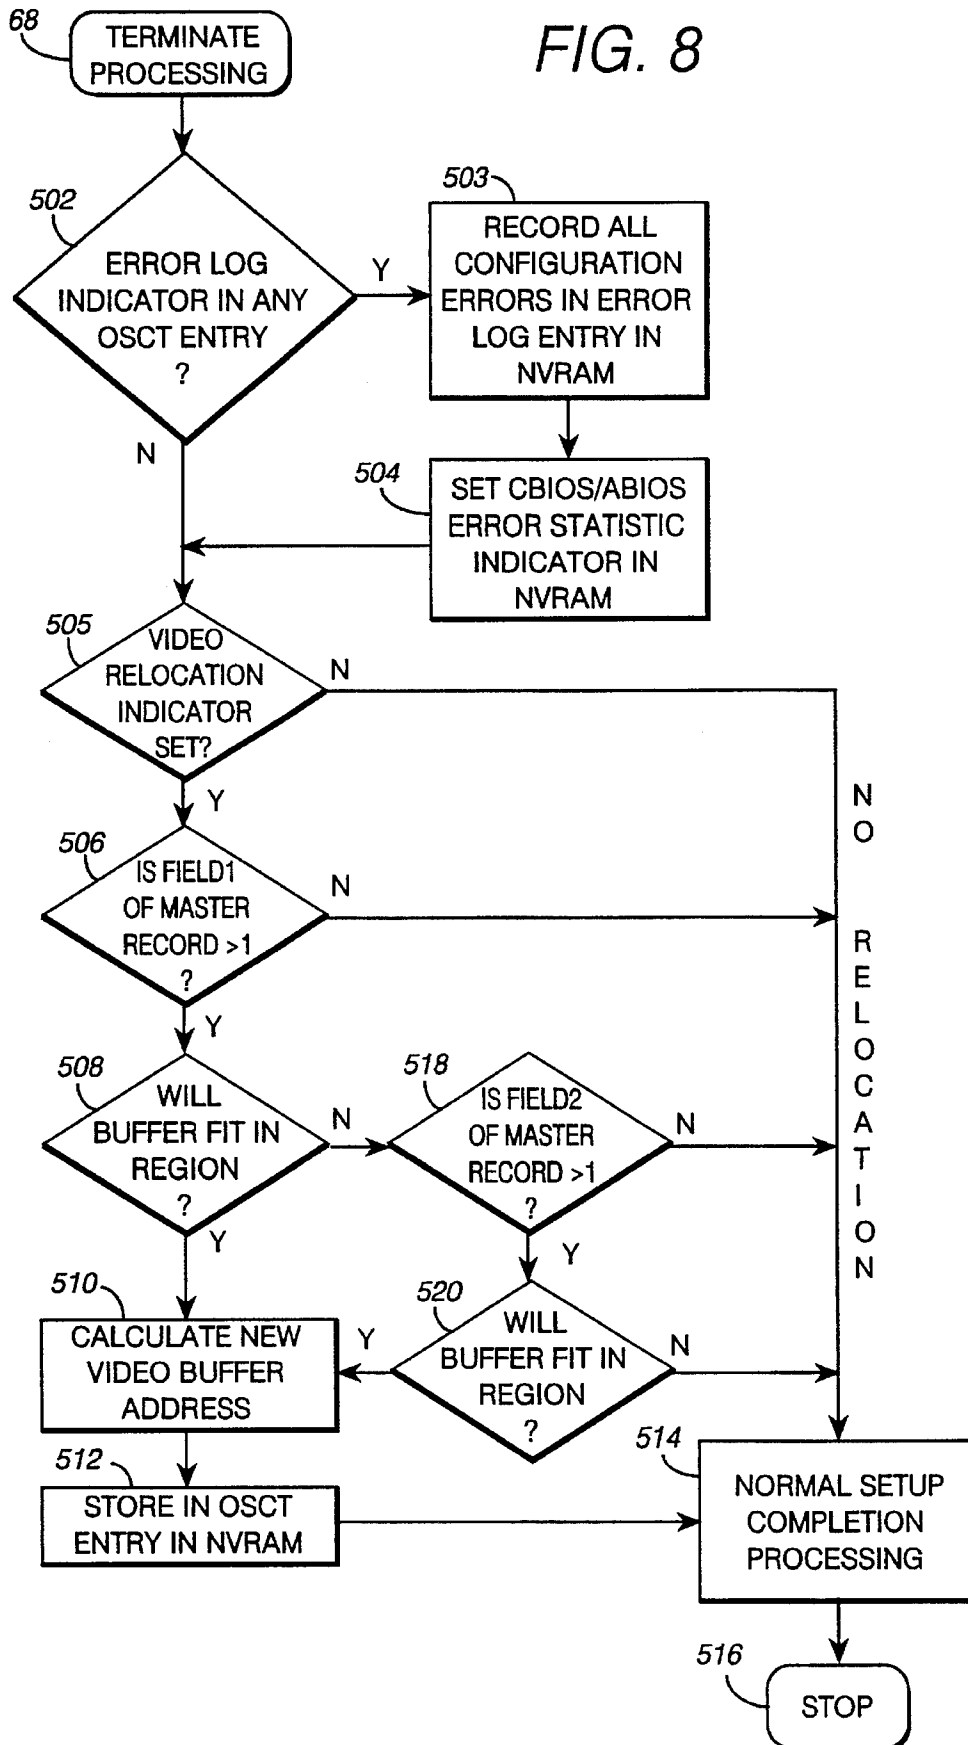 68
TERMINATE
PROCESSING
FIG. 8
502
ERROR LOG
INDICATOR IN ANY
OSCT ENTRY
?
Y
N
503
RECORD ALL
CONFIGURATION
ERRORS IN ERROR
LOG ENTRY IN
NVRAM
504
SET CBIOS/ABIOS
ERROR STATISTIC
INDICATOR IN
NVRAM
505
VIDEO
RELOCATION
INDICATOR
SET?
N
Y
NO RELOCATION
506
IS FIELD1
OF MASTER
RECORD >1
?
N
Y
508
WILL
BUFFER FIT IN
REGION
?
N
Y
518
IS FIELD2
OF MASTER
RECORD >1
?
N
Y
510
CALCULATE NEW
VIDEO BUFFER
ADDRESS
520
WILL
BUFFER FIT IN
REGION
?
Y
N
512
STORE IN OSCT
ENTRY IN NVRAM
514
NORMAL SETUP
COMPLETION
PROCESSING
516
STOP